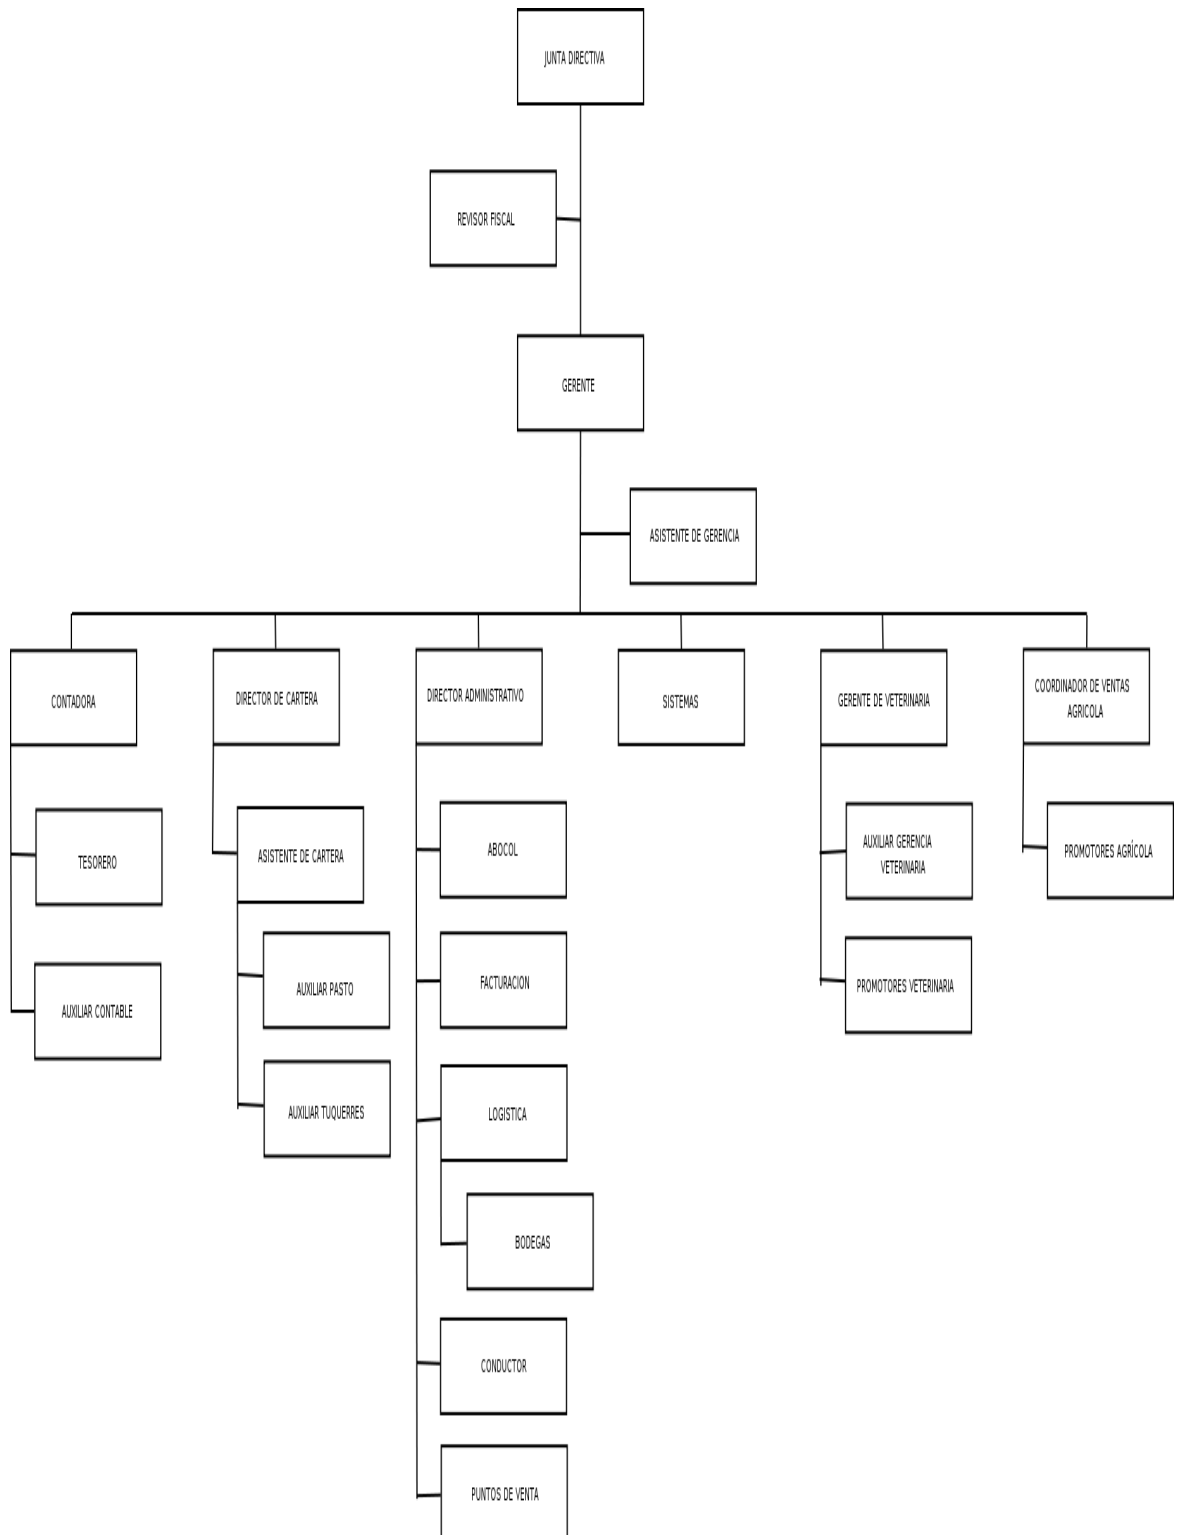 JUNTA DIRECTIVA
REVISOR FISCAL
GERENTE
ASISTENTE DE GERENCIA
CONTADORA
DIRECTOR DE CARTERA
DIRECTOR ADMINISTRATIVO
SISTEMAS
GERENTE DE VETERINARIA
COORDINADOR DE VENTAS
AGRICOLA
TESORERO
ASISTENTE DE CARTERA
ABOCOL
AUXILIAR GERENCIA
VETERINARIA
PROMOTORES AGRÍCOLA
AUXILIAR CONTABLE
AUXILIAR PASTO
FACTURACION
PROMOTORES VETERINARIA
AUXILIAR TUQUERRES
LOGISTICA
BODEGAS
CONDUCTOR
PUNTOS DE VENTA